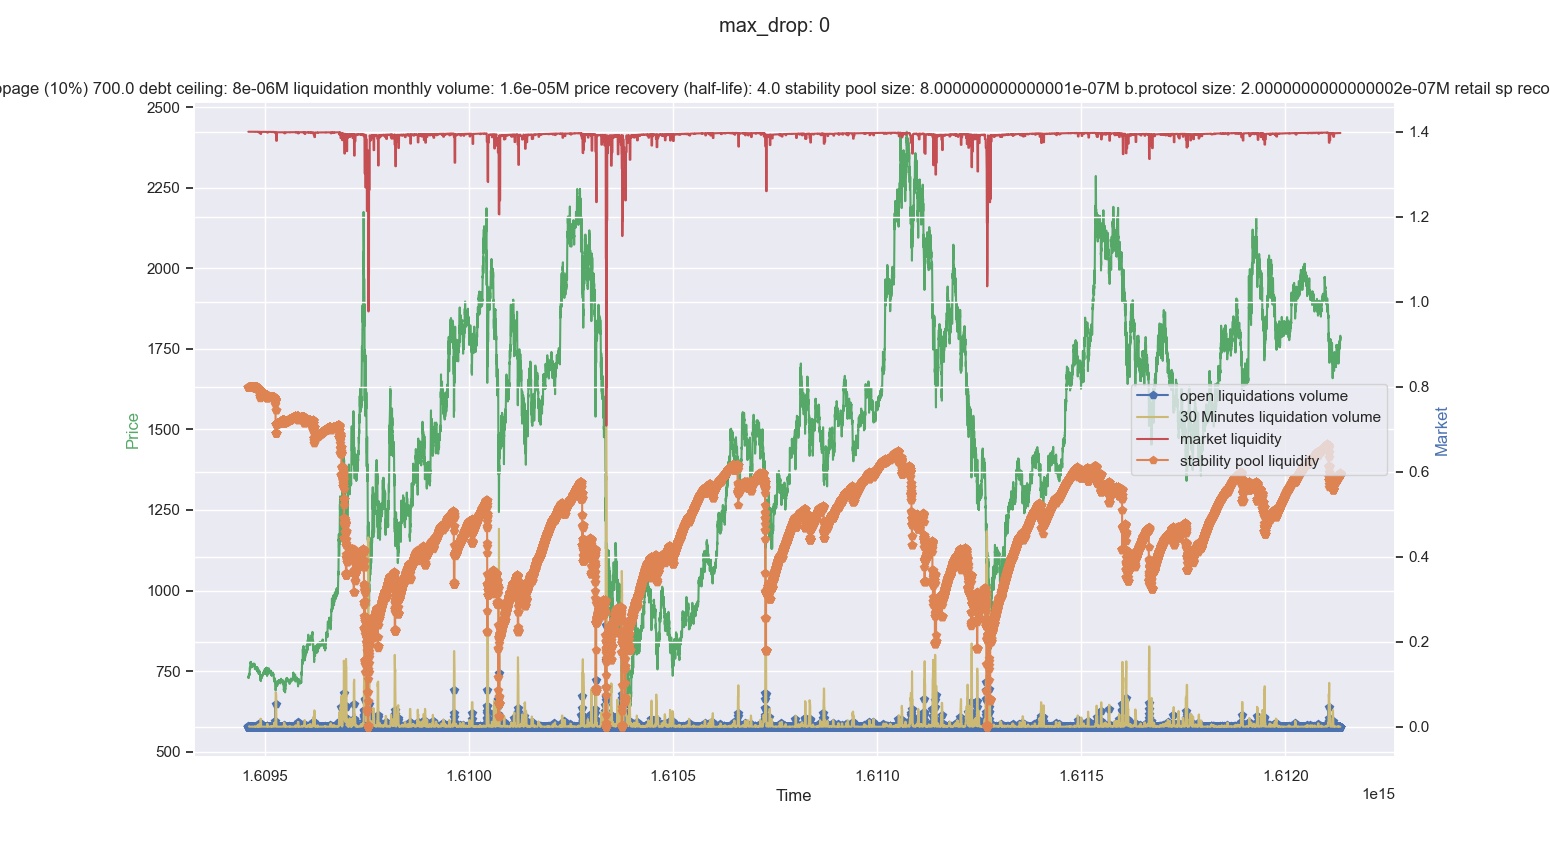 max_drop: 0
debt ceiling: 8e-06M liquidation monthly volume: 1.6e-05M price recovery (half-life): 4.0 stability pool size: 8.000000000000001e-07M b.protocol size: 2.0000000000000002e-07M retail sp reco
(10%) 700.0
2500
2250
2000
1750
1500
1250
1000
750
500
Price
1.4
1.2
1.0
0.8
0.6
0.4
0.2
0.0
Market
open liquidations volume
30 Minutes liquidation volume
market liquidity
stability pool liquidity
1.6095
1.6100
1.6105
1.6110
1.6115
1.6120
Time
1e15